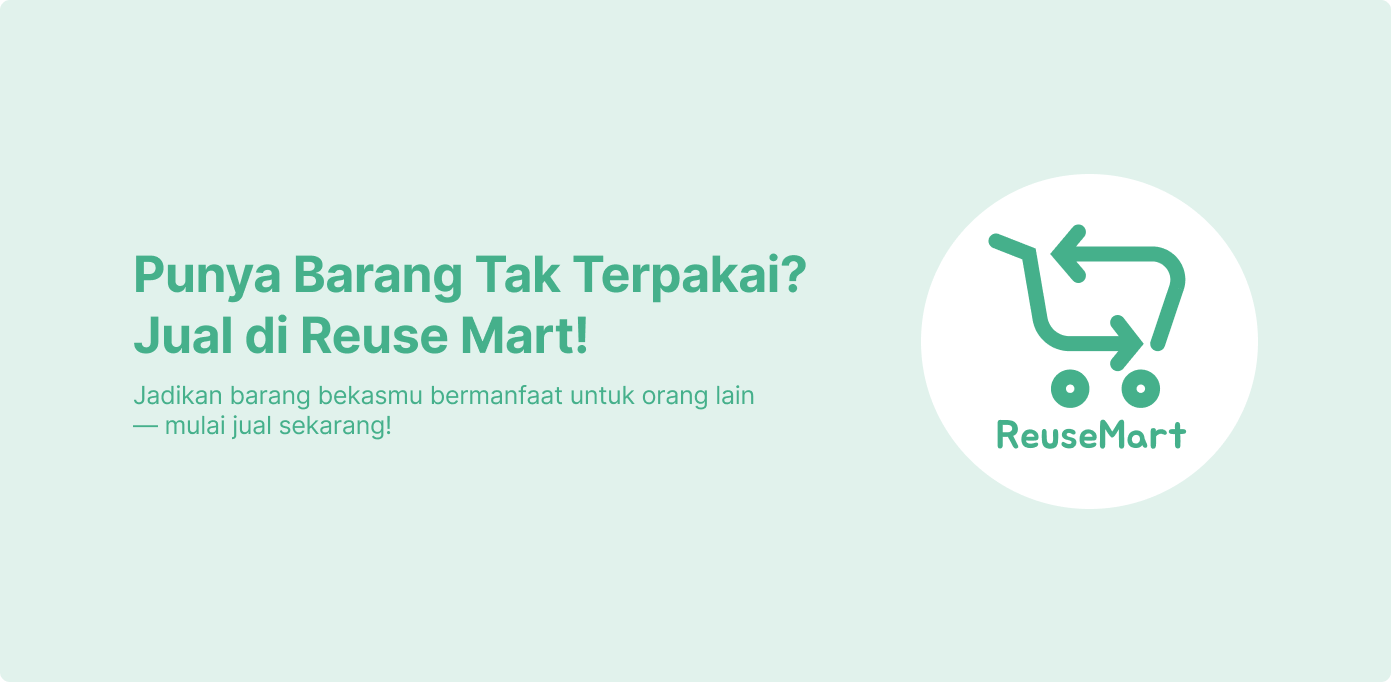 Punya Barang Tak Terpakai?
Jual di Reuse Mart!
Jadikan barang bekasmu bermanfaat untuk orang lain
— mulai jual sekarang!
ReuseMart